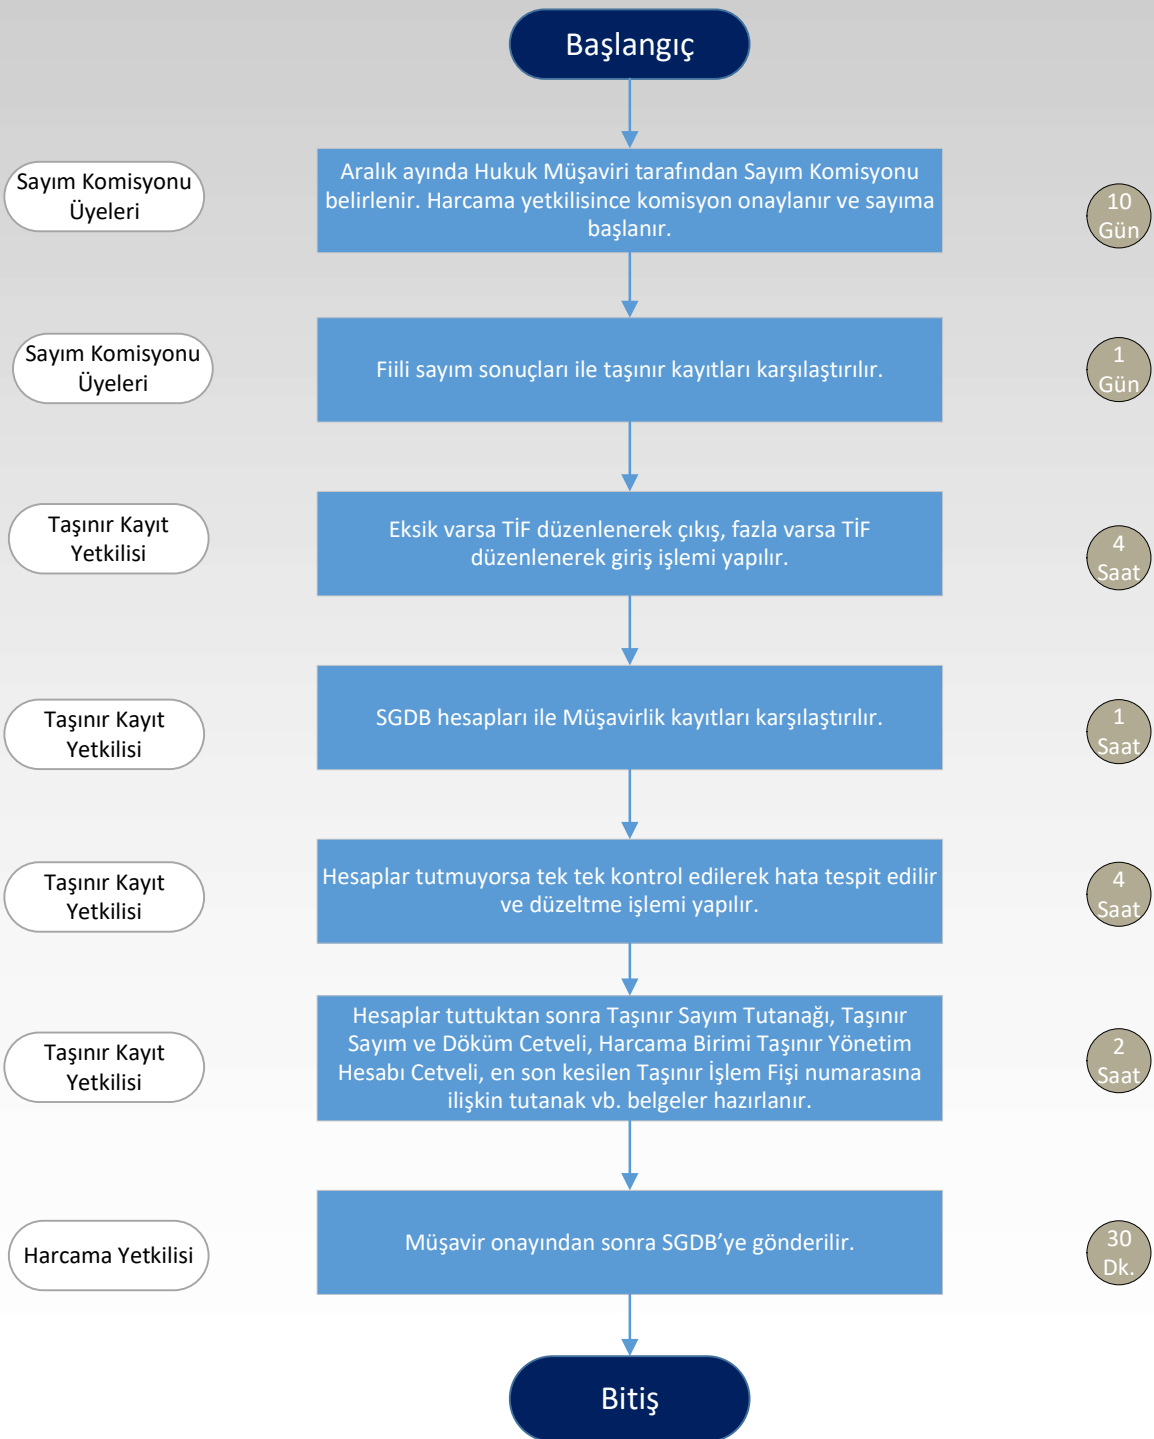 Başlangıç
Sayım Komisyonu
Üyeleri
Aralık ayında Hukuk Müşaviri tarafından Sayım Komisyonu
belirlenir. Harcama yetkilisince komisyon onaylanır ve sayıma
başlanır.
10
Gün
Sayım Komisyonu
Üyeleri
Fiili sayım sonuçları ile taşınır kayıtları karşılaştırılır.
1
Gün
Taşınır Kayıt
Yetkilisi
Eksik varsa TİF düzenlenerek çıkış, fazla varsa TİF
düzenlenerek giriş işlemi yapılır.
4
Saat
Taşınır Kayıt
Yetkilisi
SGDB hesapları ile Müşavirlik kayıtları karşılaştırılır.
1
Saat
Taşınır Kayıt
Yetkilisi
Hesaplar tutmuyorsa tek tek kontrol edilerek hata tespit edilir
ve düzeltme işlemi yapılır.
4
Saat
Taşınır Kayıt
Yetkilisi
Hesaplar tuttuktan sonra Taşınır Sayım Tutanağı, Taşınır
Sayım ve Döküm Cetveli, Harcama Birimi Taşınır Yönetim
Hesabı Cetveli, en son kesilen Taşınır İşlem Fişi numarasına
ilişkin tutanak vb. belgeler hazırlanır.
2
Saat
Harcama Yetkilisi
Müşavir onayından sonra SGDB’ye gönderilir.
30
Dk.
Bitiş